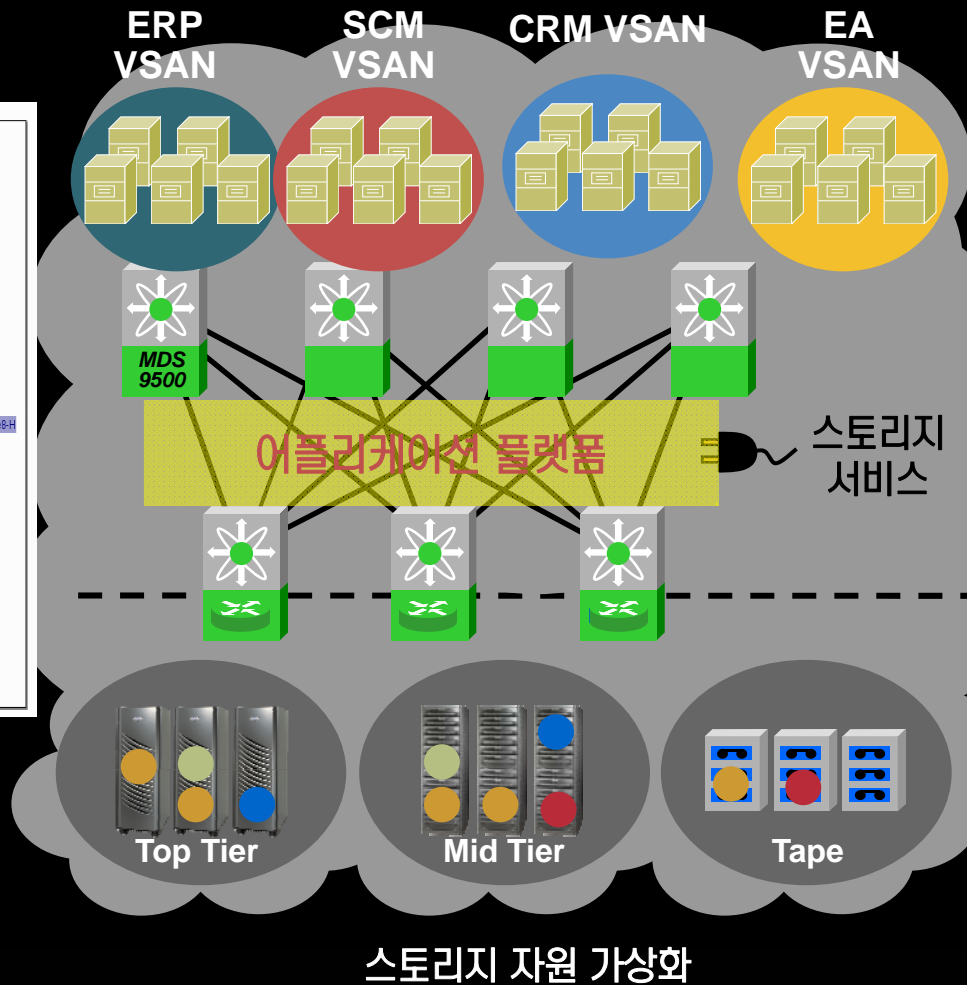 ERP
VSAN
SCM
VSAN
CRM VSAN
EA
VSAN
MDS
9500
어플리케이션 플랫폼
스토리지
서비스
Top Tier
Mid Tier
Tape
스토리지 자원 가상화